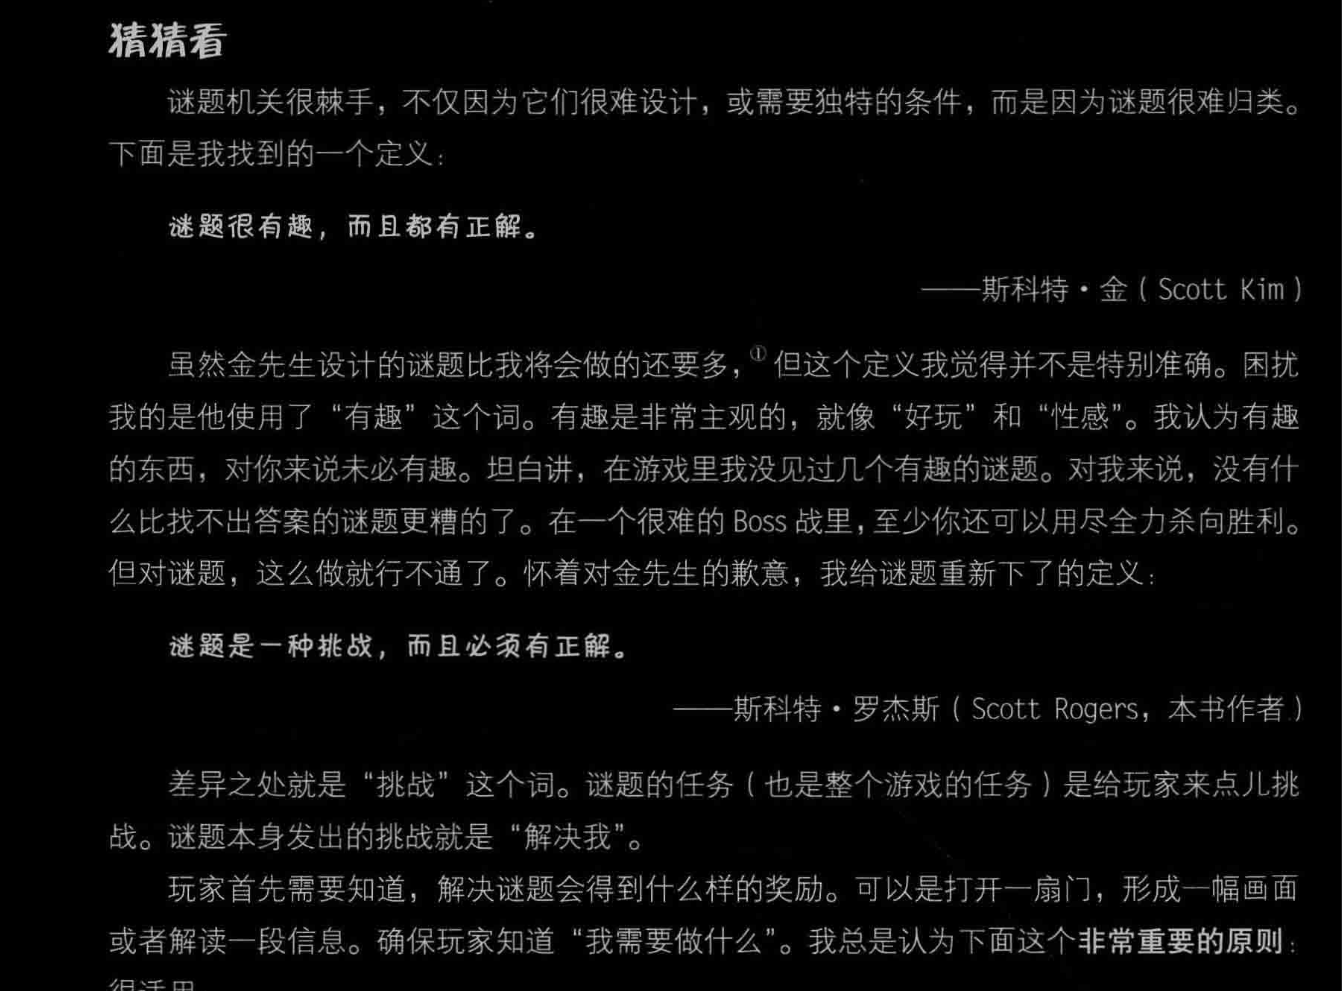 猜猜看
谜题机关很棘手，不仅因为它们很难设计，或需要独特的条件，而是因为谜题很难归类。
下面是我找到的一个定义：
谜题很有趣，而且都有正解。
——斯科特·金（Scott Kim）
虽然金先生设计的谜题比我将会做的还要多，①但这个定义我觉得并不是特别准确。困扰
我的是他使用了“有趣”这个词。有趣是非常主观的，就像“好玩”和“性感”。我认为有趣
的东西，对你来说未必有趣。坦白讲，在游戏里我没见过几个有趣的谜题。对我来说，没有什
么比找不出答案的谜题更糟的了。在一个很难的 Boss 战里，至少你还可以用尽全力杀向胜利。
但对谜题，这么做就行不通了。怀着对金先生的歉意，我给谜题重新下了的定义：
谜题是一种挑战，而且必须有正解。
——斯科特·罗杰斯（Scott Rogers，本书作者）
差异之处就是“挑战”这个词。谜题的任务（也是整个游戏的任务）是给玩家来点儿挑
战。谜题本身发出的挑战就是“解决我”。
玩家首先需要知道，解决谜题会得到什么样的奖励。可以是打开一扇门，形成一幅画面
或者解读一段信息。确保玩家知道“我需要做什么”。我总是认为下面这个非常重要的原则：
很适用